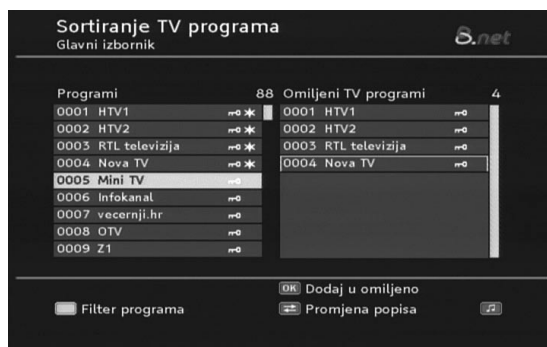 Sortiranje TV programa
Glavni izbornik
B.net
Programi 88
0001 HTV1
0002 HTV2
0003 RTL televizija
0004 Nova TV
0005 Mini TV
0006 Infokanal
0007 vecernji.hr
0008 OTV
0009 Z1
Omiljeni TV programi 4
0001 HTV1
0002 HTV2
0003 RTL televizija
0004 Nova TV
OK Dodaj u omiljeno
Filter programa
Promjena popisa